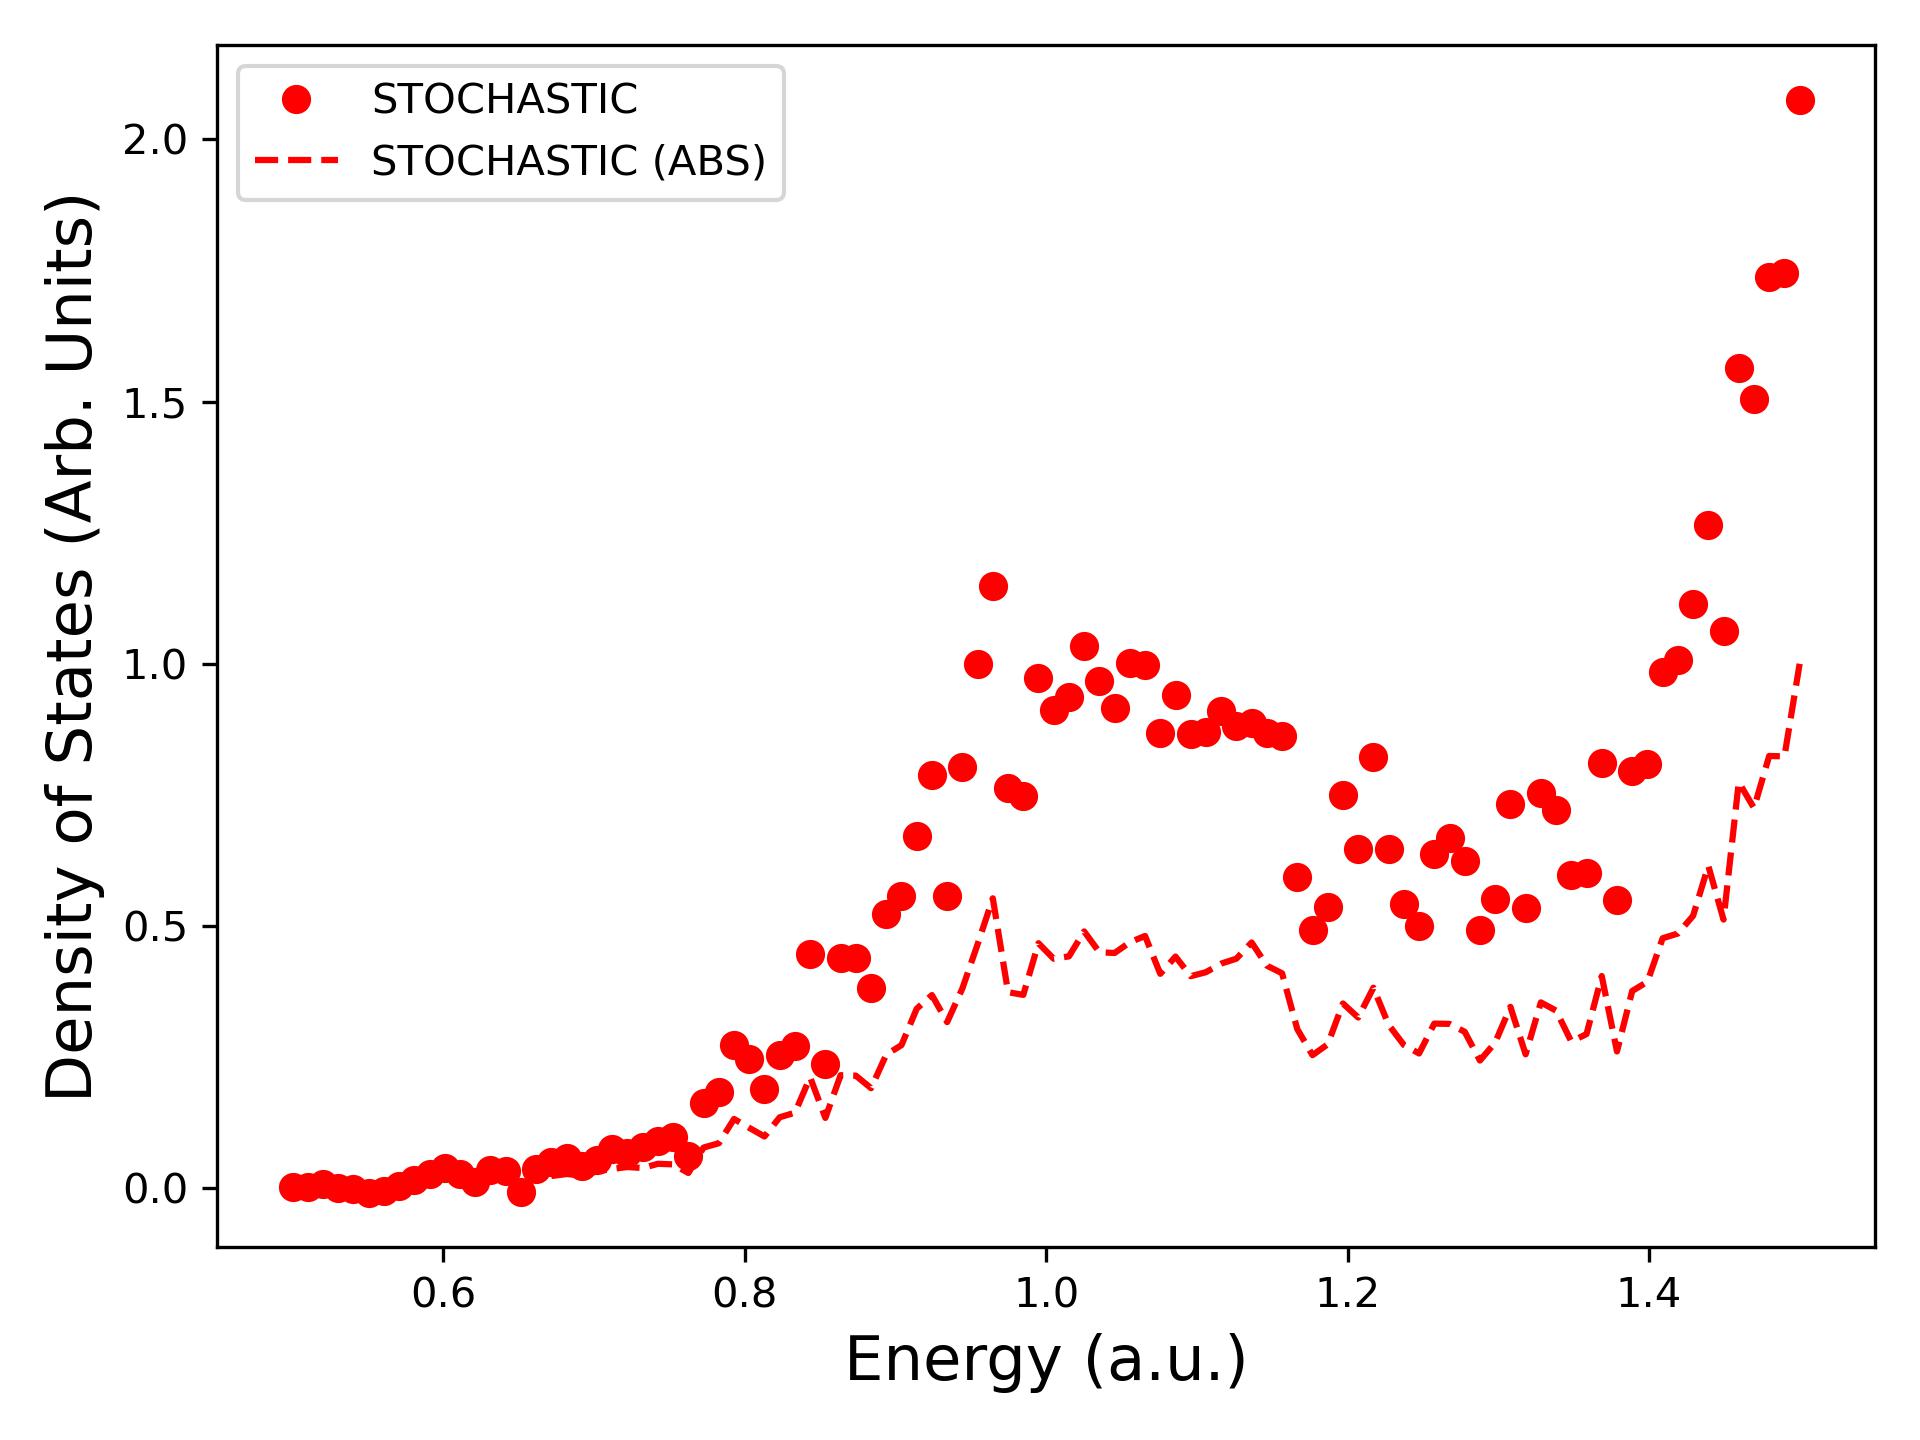 STOCHASTIC
STOCHASTIC (ABS)
Density of States (Arb. Units)
2.0
1.5
1.0
0.5
0.0
0.6 0.8 1.0 1.2 1.4
Energy (a.u.)